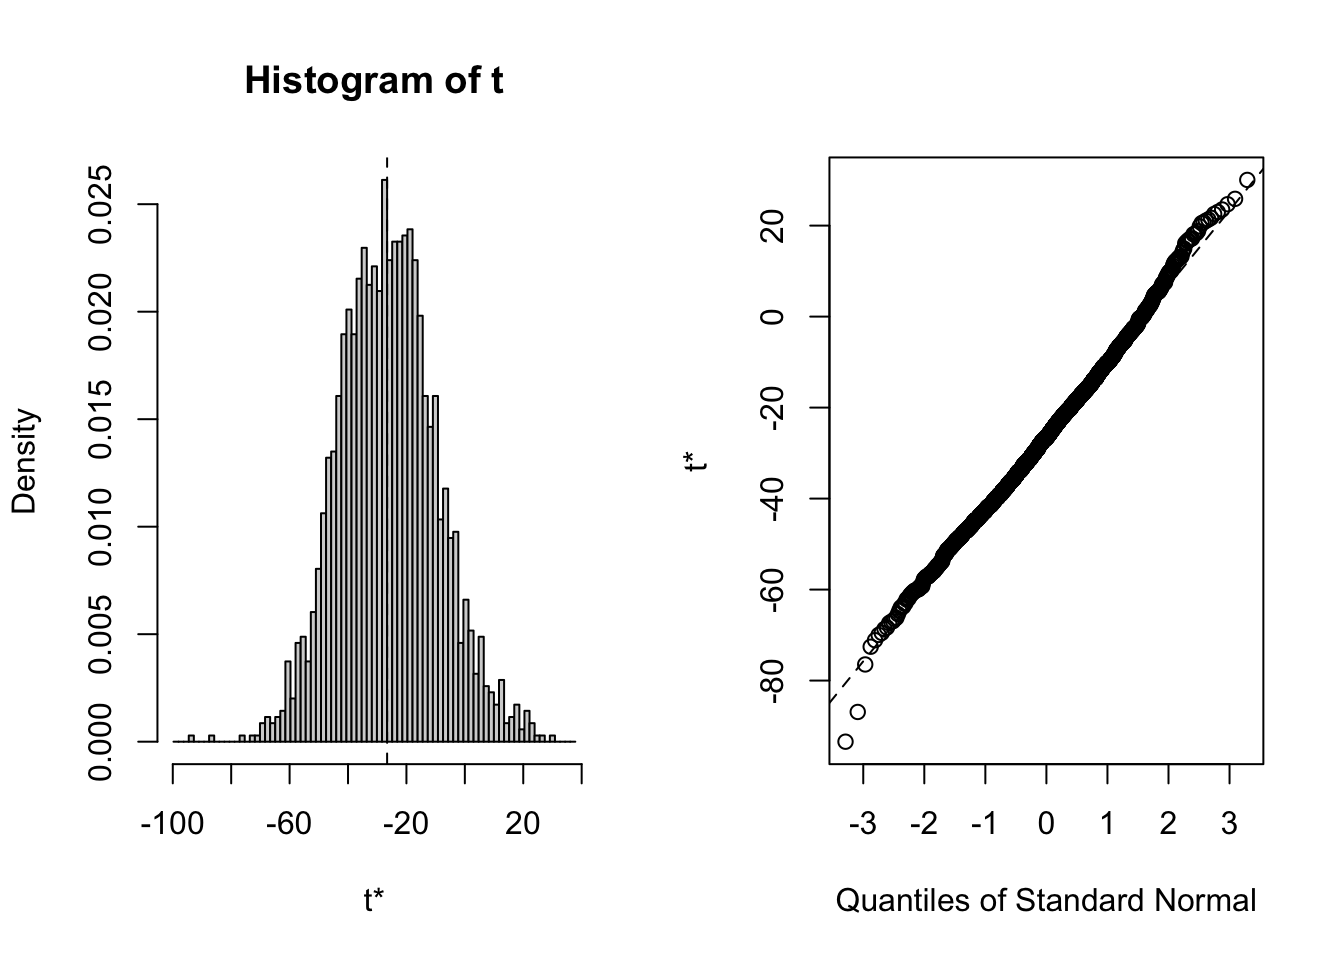 Histogram of t
Density
0.000 0.005 0.010 0.015 0.020 0.025
-100 -60 -20 20
t*
t*
-80 -60 -40 -20 0 20
-3 -2 -1 0 1 2 3
Quantiles of Standard Normal